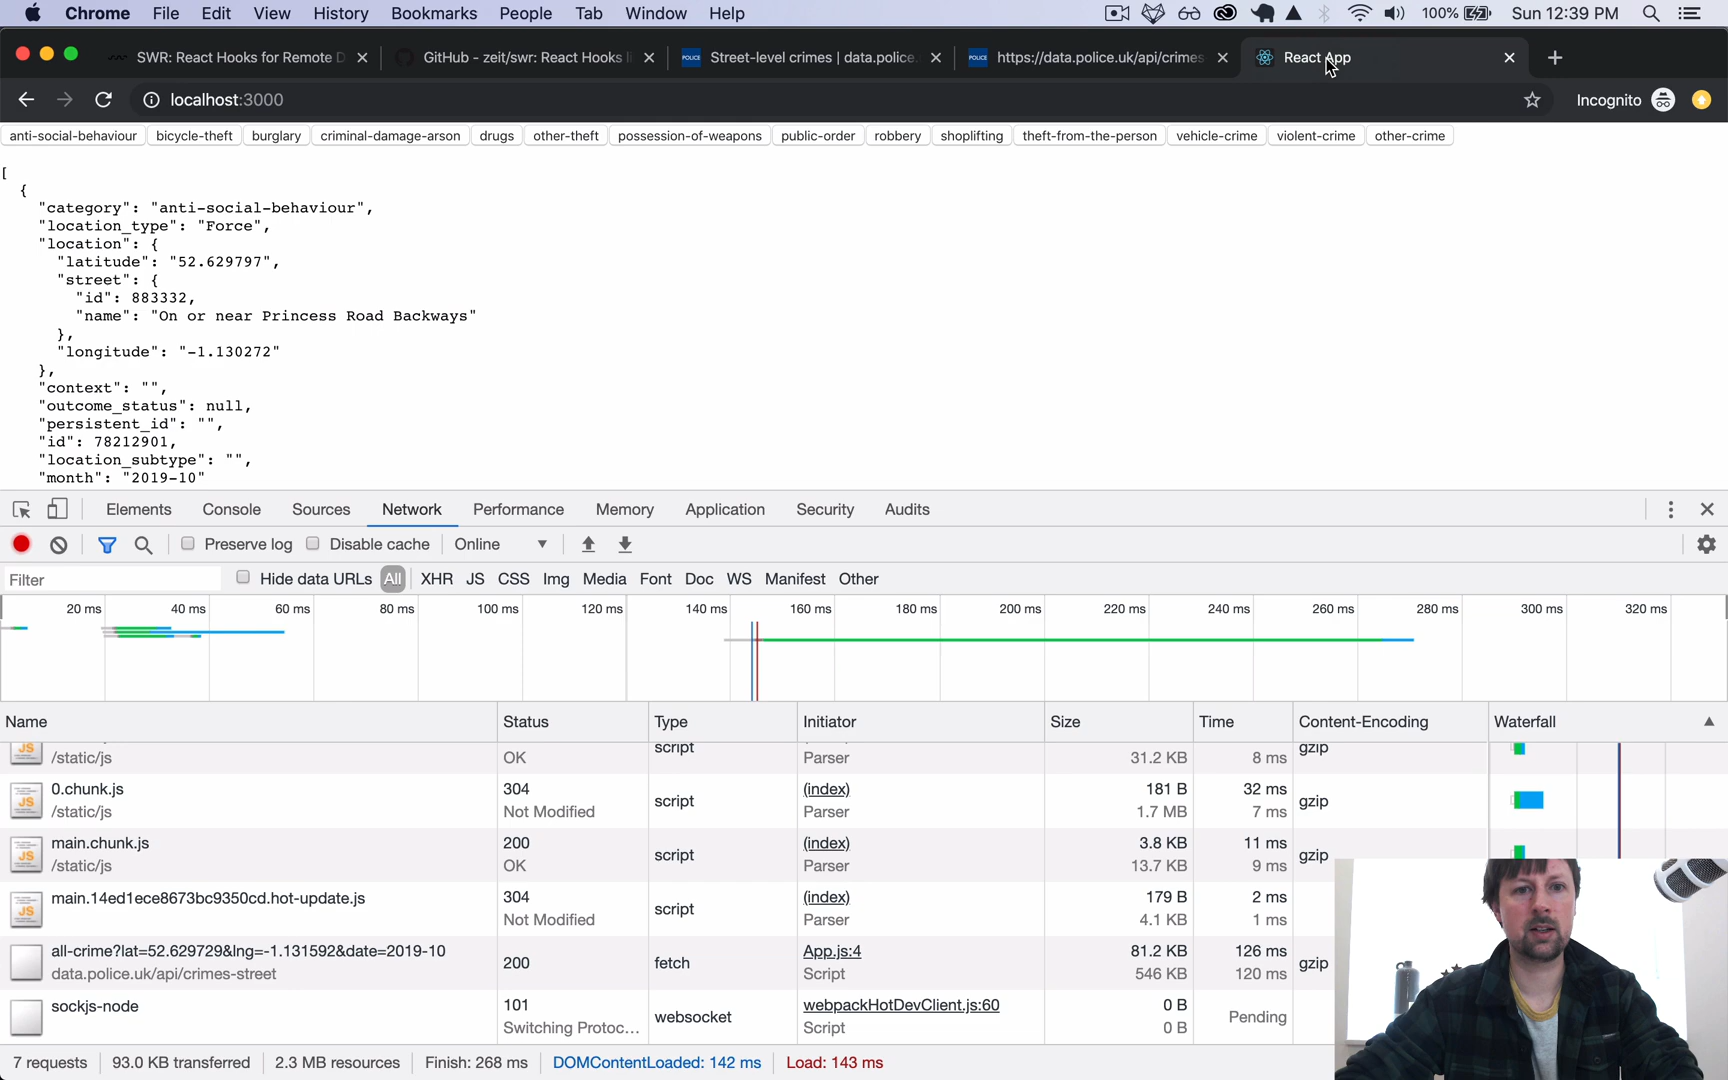 Chrome File Edit View History Bookmarks People Tab Window Help 100% Sun 12:39 PM
SWR: React Hooks for Remote D GitHub - zeit/swr: React Hooks li Street-level crimes | data.police. https://data.police.uk/api/crimes- React App
localhost:3000 Incognito
anti-social-behaviour bicycle-theft burglary criminal-damage-arson drugs other-theft possession-of-weapons public-order robbery shoplifting theft-from-the-person vehicle-crime violent-crime other-crime
[
{
"category": "anti-social-behaviour",
"location_type": "Force",
"location": {
"latitude": "52.629797",
"street": {
"id": 883332,
"name": "On or near Princess Road Backways"
},
"longitude": "-1.130272"
},
"context": "",
"outcome_status": null,
"persistent_id": "",
"id": 78212901,
"location_subtype": "",
"month": "2019-10"
Elements Console Sources Network Performance Memory Application Security Audits
Preserve log Disable cache Online
Filter Hide data URLs All XHR JS CSS Img Media Font Doc WS Manifest Other
20 ms 40 ms 60 ms 80 ms 100 ms 120 ms 140 ms 160 ms 180 ms 200 ms 220 ms 240 ms 260 ms 280 ms 300 ms 320 ms
Name Status Type Initiator Size Time Content-Encoding Waterfall
script gzip
/static/js OK Parser 31.2 KB 8 ms
0.chunk.js 304 (index) 181 B 32 ms
script gzip
/static/js Not Modified Parser 1.7 MB 7 ms
main.chunk.js 200 (index) 3.8 KB 11 ms
script gzip
/static/js OK Parser 13.7 KB 9 ms
main.14ed1ece8673bc9350cd.hot-update.js 304 (index) 179 B 2 ms
script
Not Modified Parser 4.1 KB 1 ms
all-crime?lat=52.629729&lng=-1.131592&date=2019-10 App.js:4 81.2 KB 126 ms
200 fetch gzip
data.police.uk/api/crimes-street Script 546 KB 120 ms
sockjs-node 101 webpackHotDevClient.js:60 0 B
websocket Pending
Switching Protoc... Script 0 B
7 requests 93.0 KB transferred 2.3 MB resources Finish: 268 ms DOMContentLoaded: 142 ms Load: 143 ms